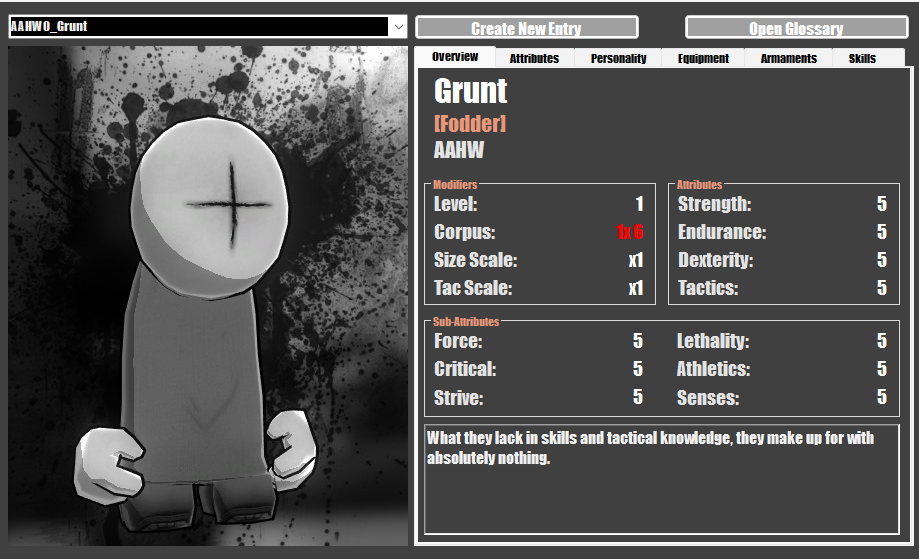 AAHW0_Grunt
Create New Entry
Open Glossary
Overview
Attributes
Personality
Equipment
Armaments
Skills
Grunt
[Fodder]
AAHW
Modifiers
Level: 1
Corpus: 1x 6
Size Scale: x1
Tac Scale: x1
Attributes
Strength: 5
Endurance: 5
Dexterity: 5
Tactics: 5
Sub-Attributes
Force: 5
Lethality: 5
Critical: 5
Athletics: 5
Strive: 5
Senses: 5
What they lack in skills and tactical knowledge, they make up for with
absolutely nothing.